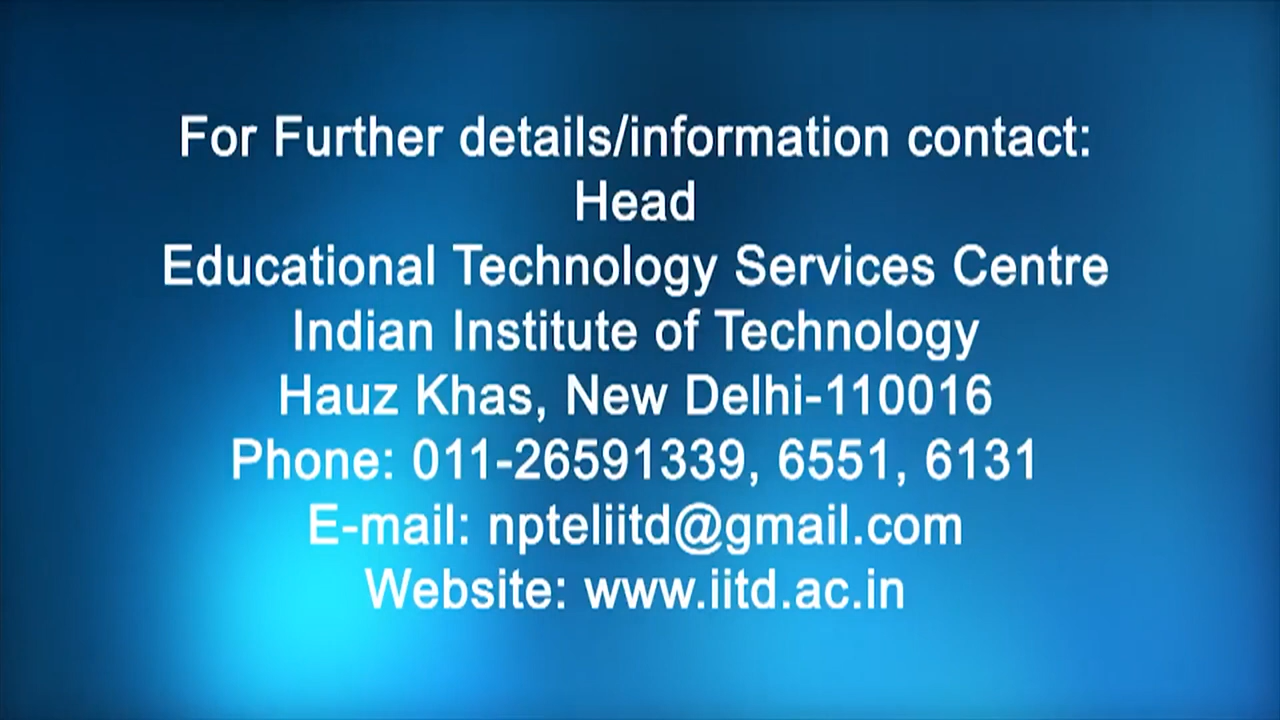 For Further details/information contact:
Head
Educational Technology Services Centre
Indian Institute of Technology
Hauz Khas, New Delhi-110016
Phone: 011-26591339, 6551, 6131
E-mail: npteliitd@gmail.com
Website: www.iitd.ac.in